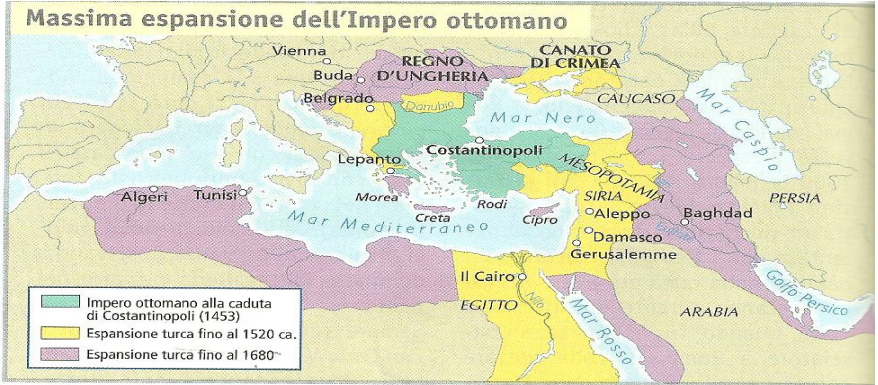 Massima espansione dell'Impero ottomano
Vienna
Buda
REGNO
D'UNGHERIA
CANATO
DI CRIMEA
Belgrado
Danubio
CAUCASO
Mar Nero
Mar Caspio
Costantinopoli
Lepanto
MESOPOTAMIA
Algeri
Tunisi
Morea
Rodi
SIRIA
PERSIA
Creta
Cipro
Aleppo
Baghdad
Mar Mediterraneo
Damasco
Eufrate
Gerusalemme
Il Cairo
EGITTO
Nilo
Mar Rosso
ARABIA
Golfo Persico
Impero ottomano alla caduta
di Costantinopoli (1453)
Espansione turca fino al 1520 ca.
Espansione turca fino al 1680